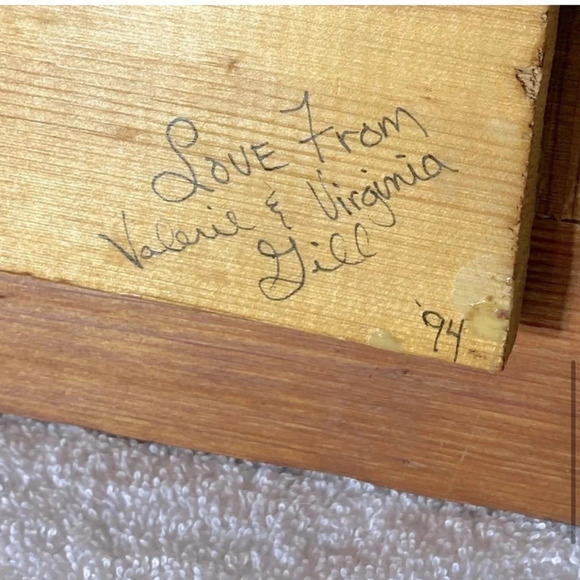 Love From
Valerie & Virginia
Gill
'94